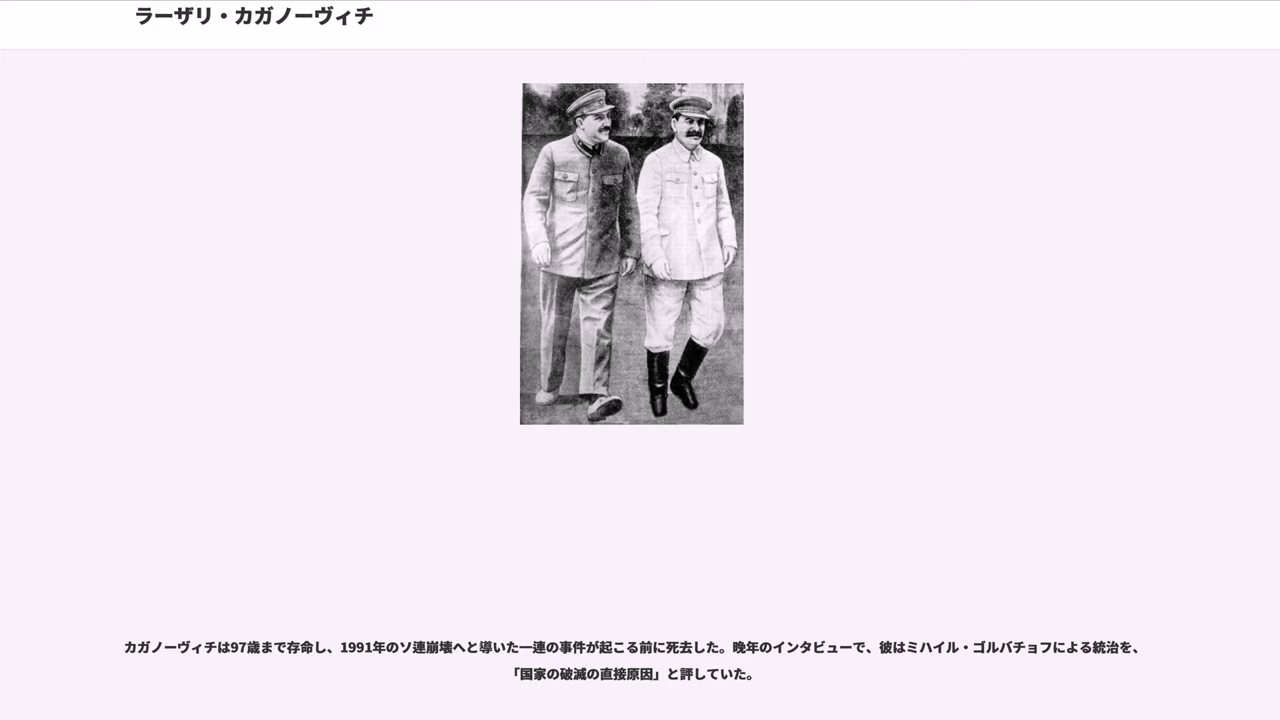 ラーザリ・カガノーヴィチ
カガノーヴィチは97歳まで存命し、1991年のソ連崩壊へと導いた一連の事件が起こる前に死去した。晩年のインタビューで、彼はミハイル・ゴルバチョフによる統治を、
「国家の破滅の直接原因」と評していた。